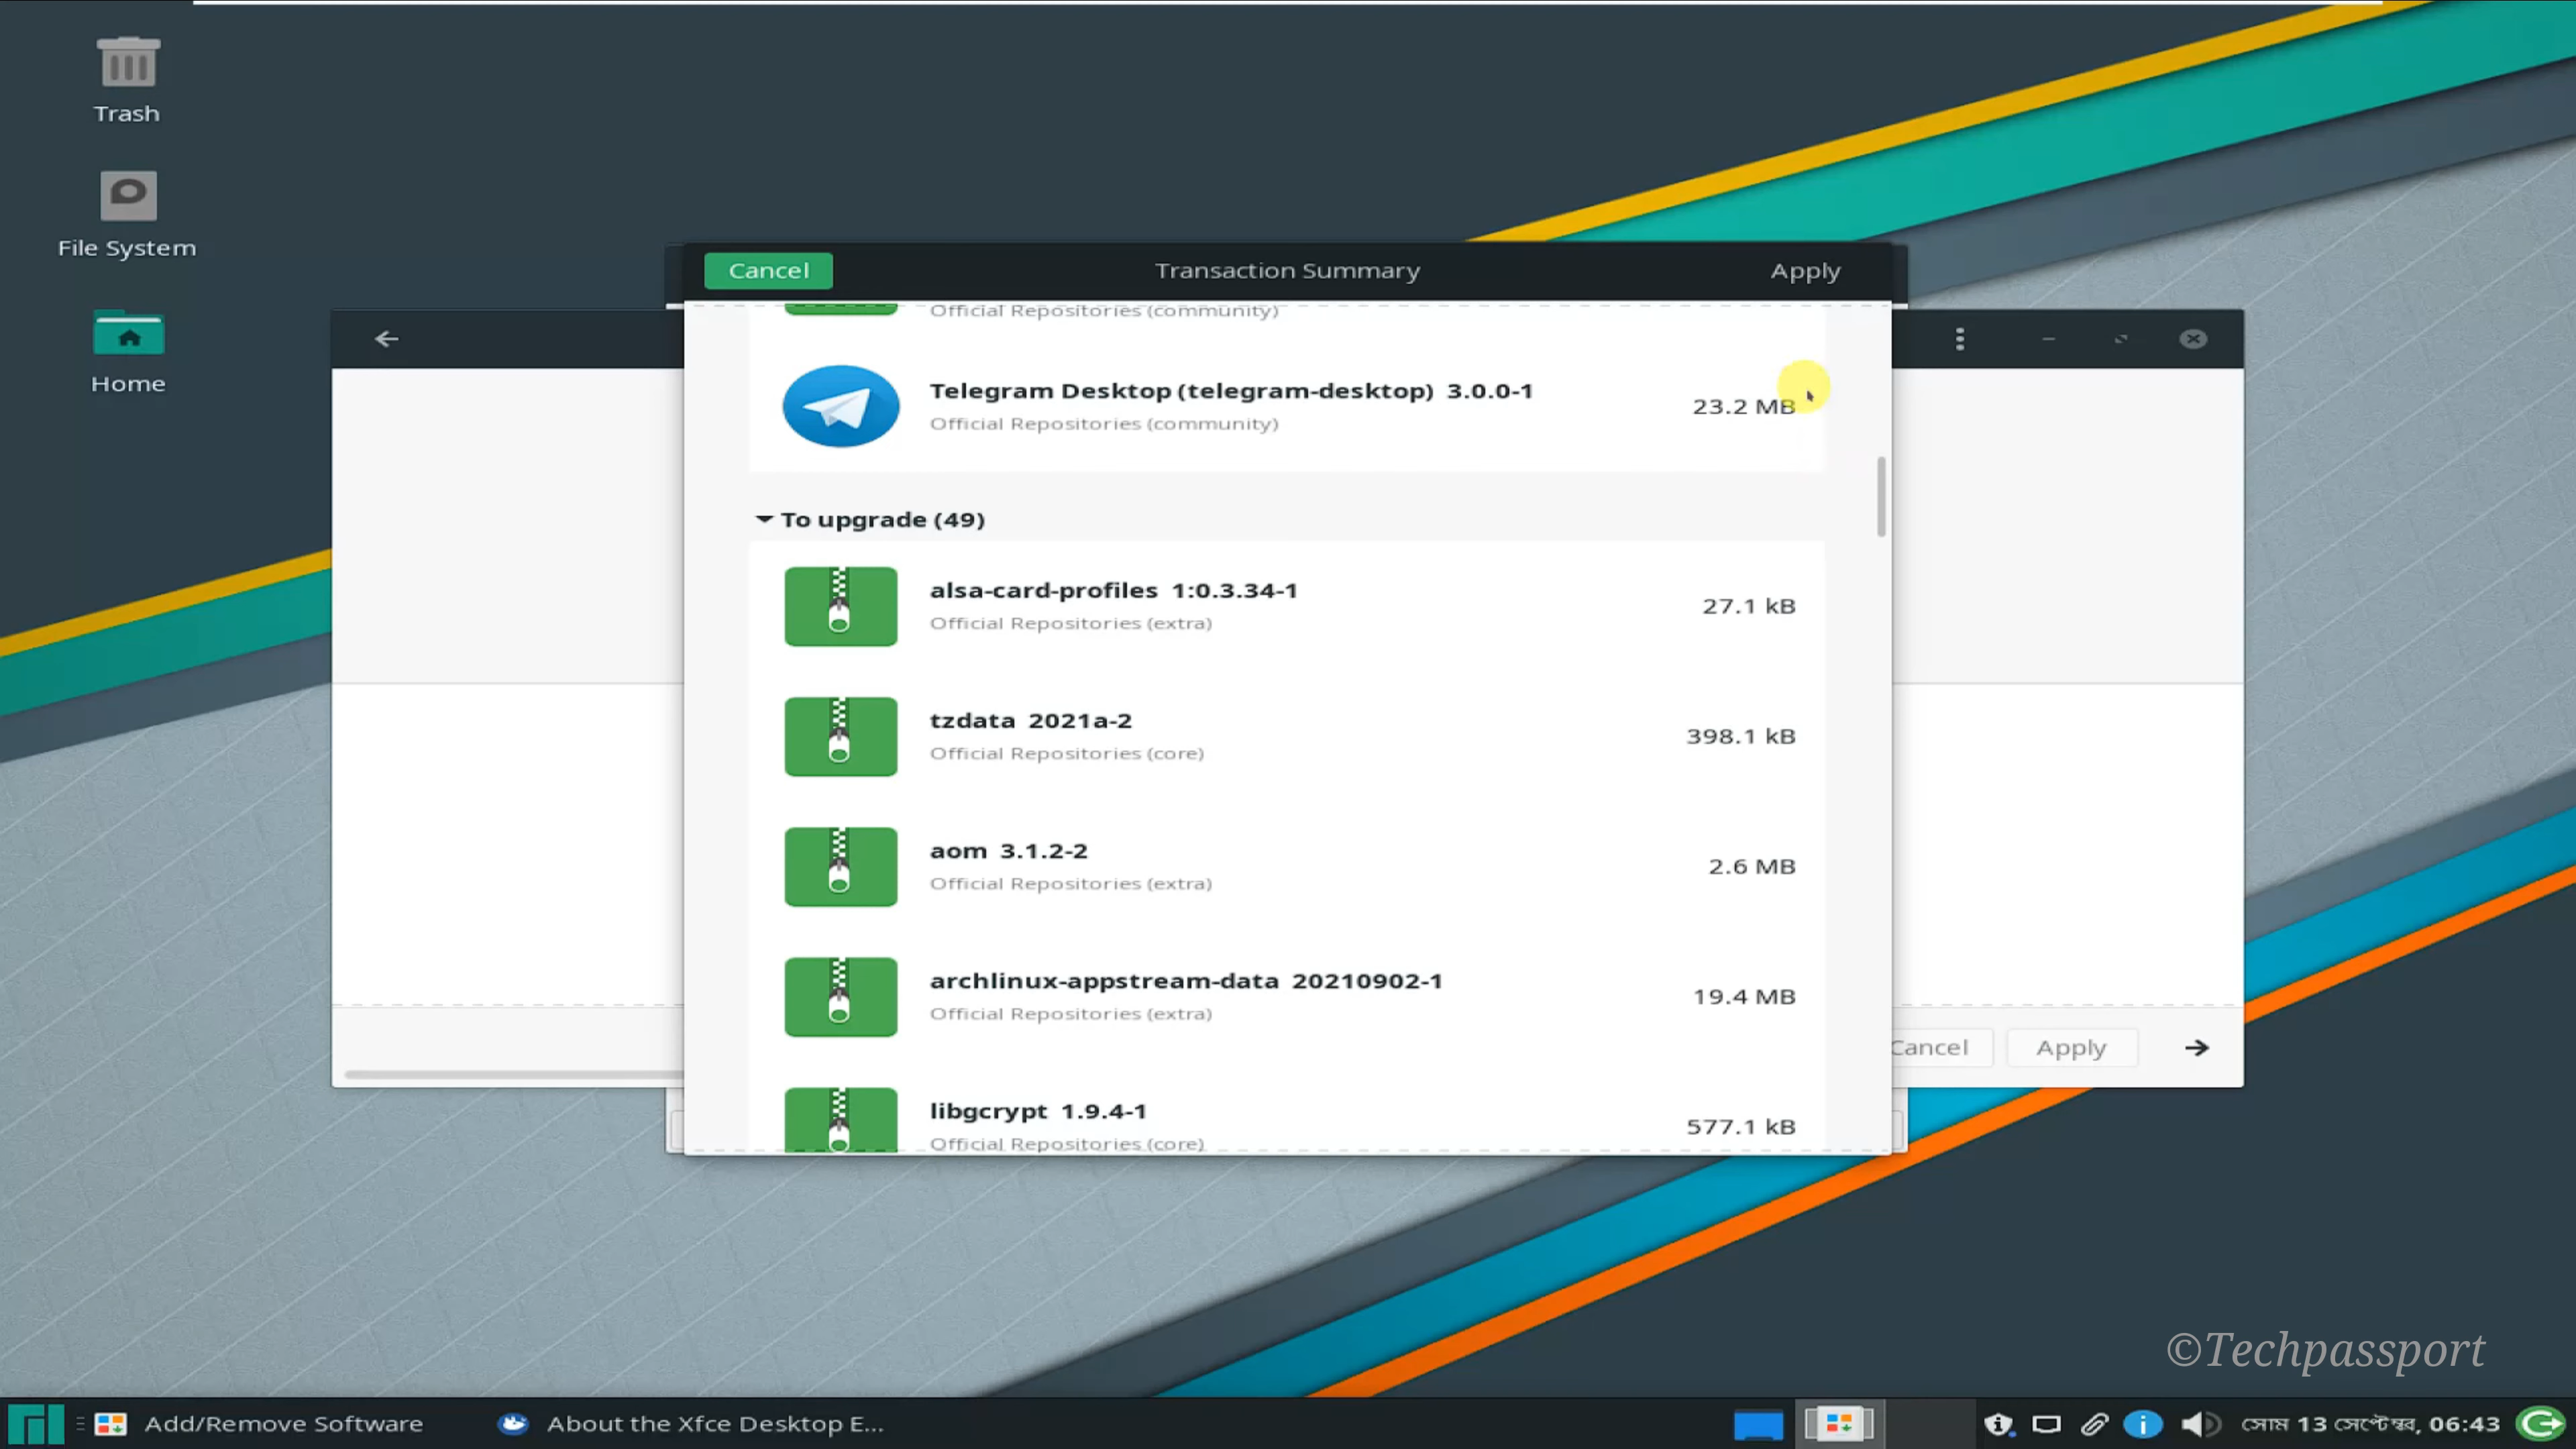 Trash
File System
Home
Cancel
Transaction Summary
Apply
Official Repositories (community)
Telegram Desktop (telegram-desktop) 3.0.0-1
Official Repositories (community)
23.2 MB
To upgrade (49)
alsa-card-profiles 1:0.3.34-1
Official Repositories (extra)
27.1 kB
tzdata 2021a-2
Official Repositories (core)
398.1 kB
aom 3.1.2-2
Official Repositories (extra)
2.6 MB
archlinux-appstream-data 20210902-1
Official Repositories (extra)
19.4 MB
libgcrypt 1.9.4-1
Official Repositories (core)
577.1 kB
Cancel
Apply
©Techpassport
Add/Remove Software
About the Xfce Desktop E...
সোম 13 সেপ্টেম্বর, 06:43